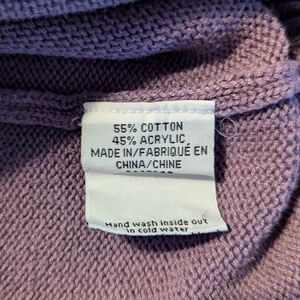 55% COTTON
45% ACRYLIC
MADE IN/FABRIQUÉ EN
CHINA/CHINE
Hand wash inside out
in cold water